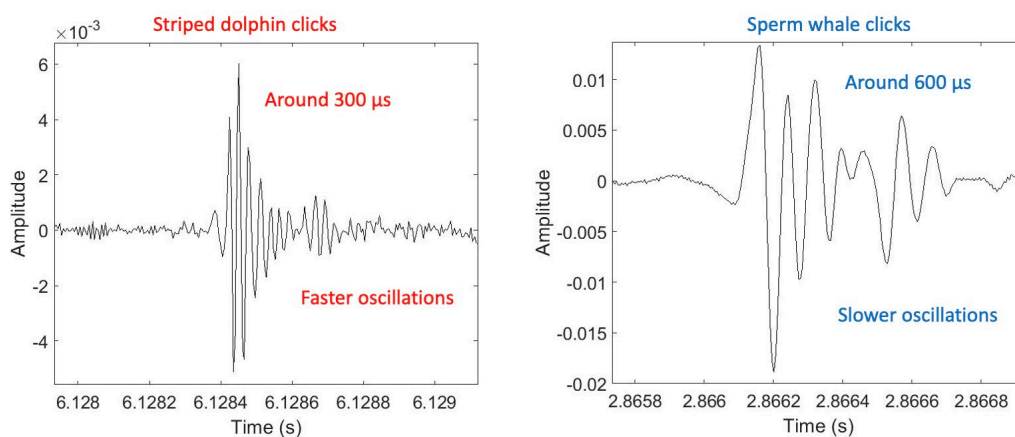 Striped dolphin clicks
×10⁻³
6
4
2
0
-2
-4
Amplitude
Around 300 µs
Faster oscillations
6.128 6.1282 6.1284 6.1286 6.1288 6.129
Time (s)
Sperm whale clicks
0.01
0.005
0
-0.005
-0.01
-0.015
-0.02
Amplitude
Around 600 µs
Slower oscillations
2.8658 2.866 2.8662 2.8664 2.8666 2.8668
Time (s)